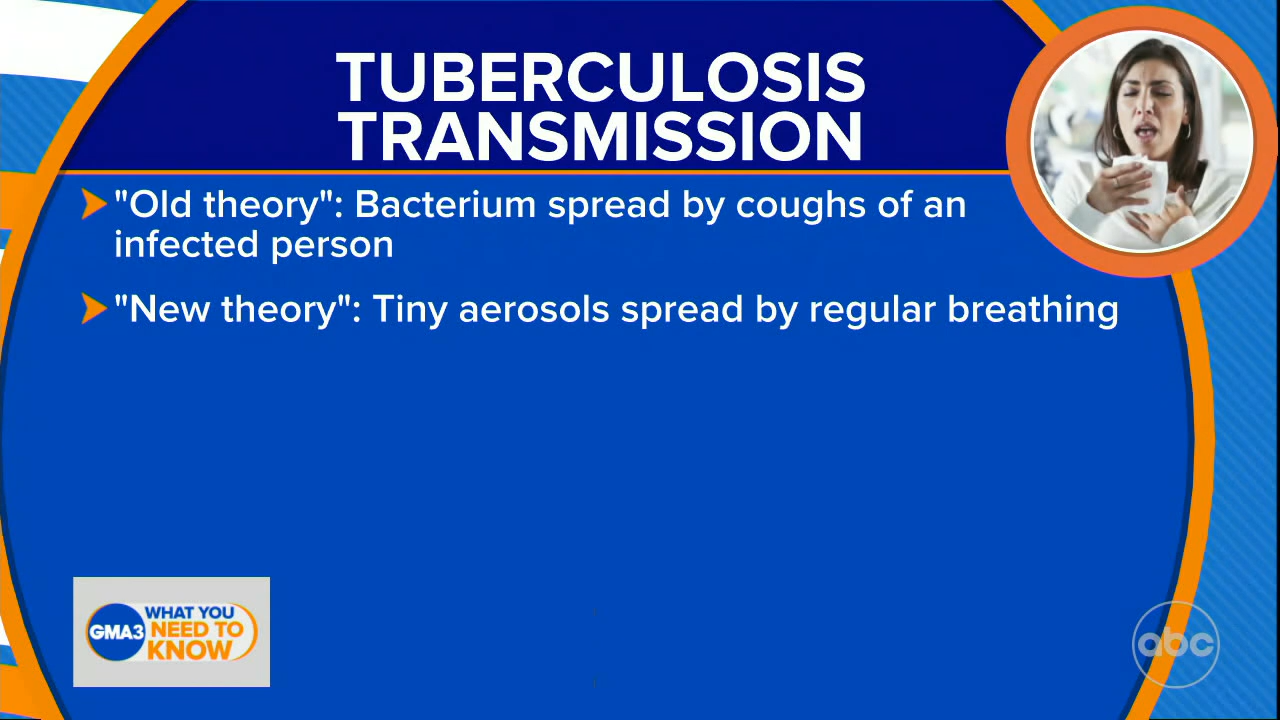 TUBERCULOSIS
TRANSMISSION
"Old theory": Bacterium spread by coughs of an
infected person
"New theory": Tiny aerosols spread by regular breathing
GMA3
WHAT YOU
NEED TO
KNOW
abc